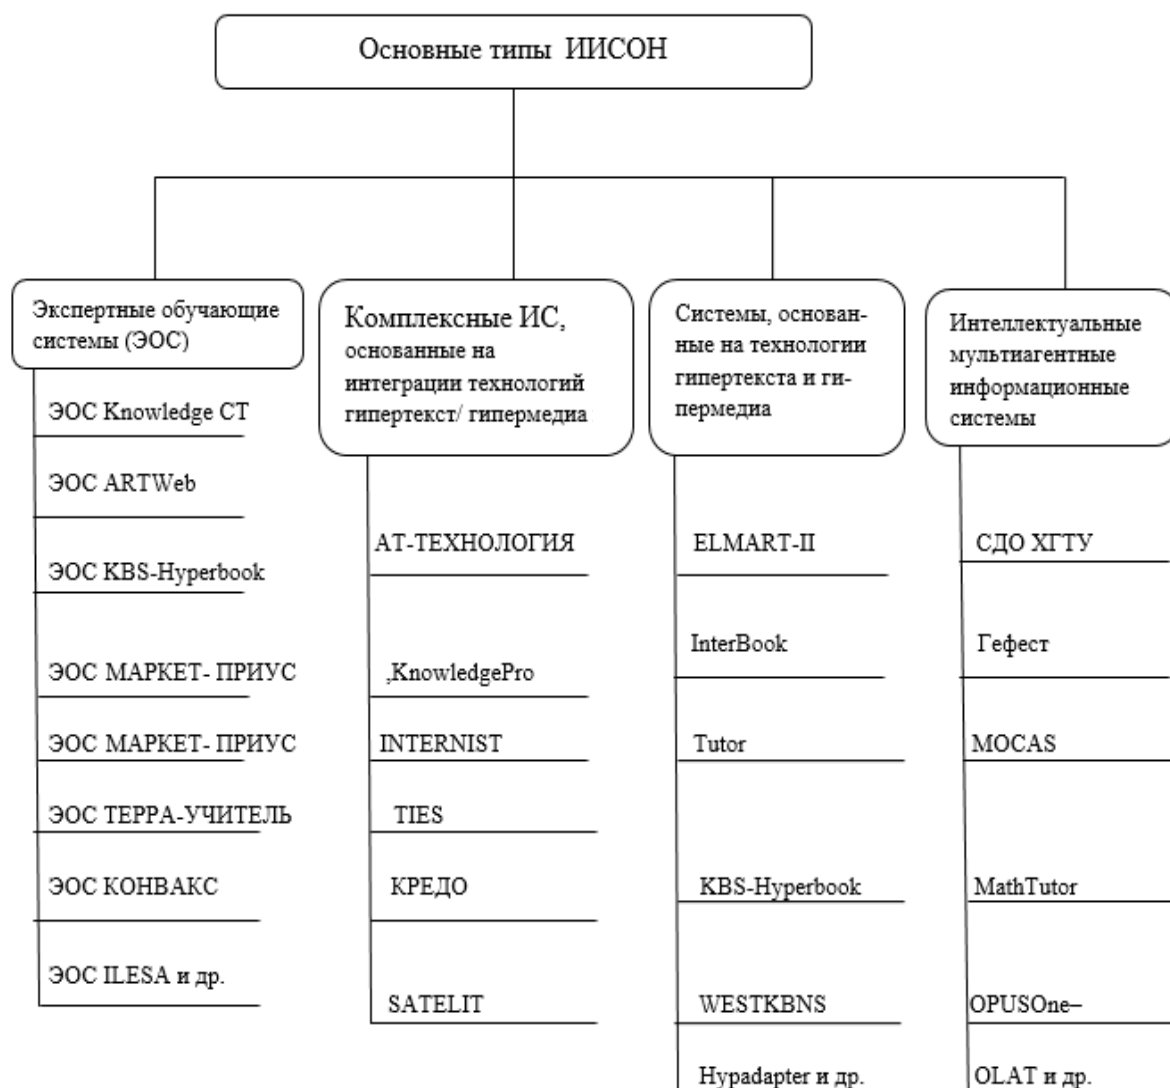 Основные типы ИИСОН
Экспертные обучающие
системы (ЭОС)
ЭОС Knowledge CT
ЭОС ARTWeb
ЭОС KBS-Hyperbook
ЭОС МАРКЕТ- ПРИУС
ЭОС МАРКЕТ- ПРИУС
ЭОС ТЕРРА-УЧИТЕЛЬ
ЭОС КОНВАКС
ЭОС ILESA и др.
Комплексные ИС,
основанные на
интеграции технологий
гипертекст/ гипермедиа
АТ-ТЕХНОЛОГИЯ
,KnowledgePro
INTERNIST
TIES
КРЕДО
SATELIT
Системы, основан-
ные на технологии
гипертекста и ги-
пермедиа
ELMART-II
InterBook
Tutor
KBS-Hyperbook
WESTKBNS
Hypadapter и др.
Интеллектуальные
мультиагентные
информационные
системы
СДО ХГТУ
Гефест
MOCAS
MathTutor
OPUSOne–
OLAT и др.